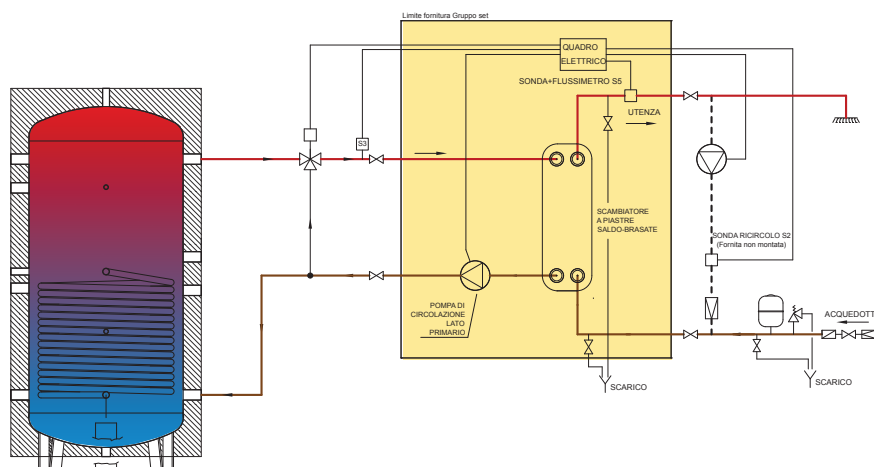 Limite fornitura Gruppo set
QUADRO
ELETTRICO
SONDA+FLUSSIMETRO S5
UTENZA
S3
SCAMBIATORE
A PIASTRE
SALDO-BRASATE
SONDA RICIRCOLO S2
(Fornita non montata)
POMPA DI
CIRCOLAZIONE
LATO
PRIMARIO
ACQUEDOTT
SCARICO
SCARICO